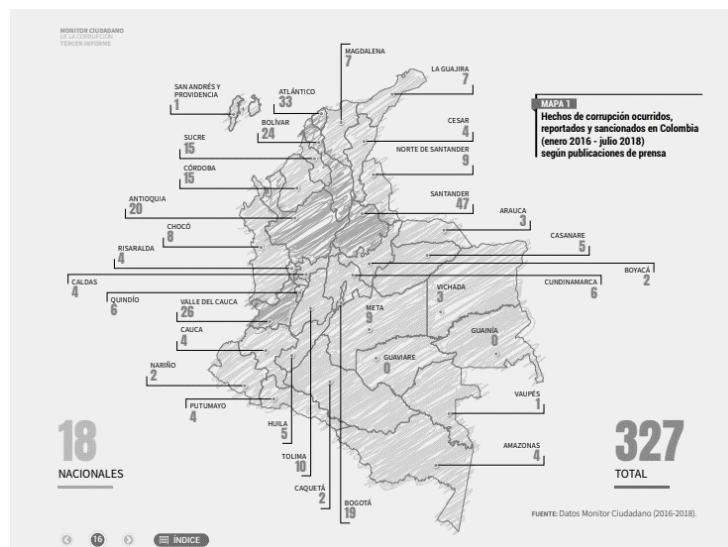 MONITOR CIUDADANO
DE LA CORRUPCIÓN
TERCER INFORME
MAGDALENA
7
LA GUAJIRA
7
SAN ANDRÉS Y
PROVIDENCIA
1
ATLÁNTICO
33
BOLÍVAR
24
CESAR
4
SUCRE
15
NORTE DE SANTANDER
9
CÓRDOBA
15
SANTANDER
47
ANTIOQUIA
20
ARAUCA
3
CHOCÓ
8
CASANARE
5
RISARALDA
4
BOYACÁ
2
CALDAS
4
CUNDINAMARCA
6
QUINDÍO
6
VALLE DEL CAUCA
26
META
9
VICHADA
3
CAUCA
4
GUAINÍA
0
GUAVIARE
0
NARIÑO
2
VAUPÉS
1
PUTUMAYO
4
HUILA
5
AMAZONAS
4
TOLIMA
10
CAQUETÁ
2
BOGOTÁ
19
MAPA 1
Hechos de corrupción ocurridos,
reportados y sancionados en Colombia
(enero 2016 - julio 2018)
según publicaciones de prensa
18
NACIONALES
327
TOTAL
FUENTE: Datos Monitor Ciudadano (2016-2018).
16
ÍNDICE